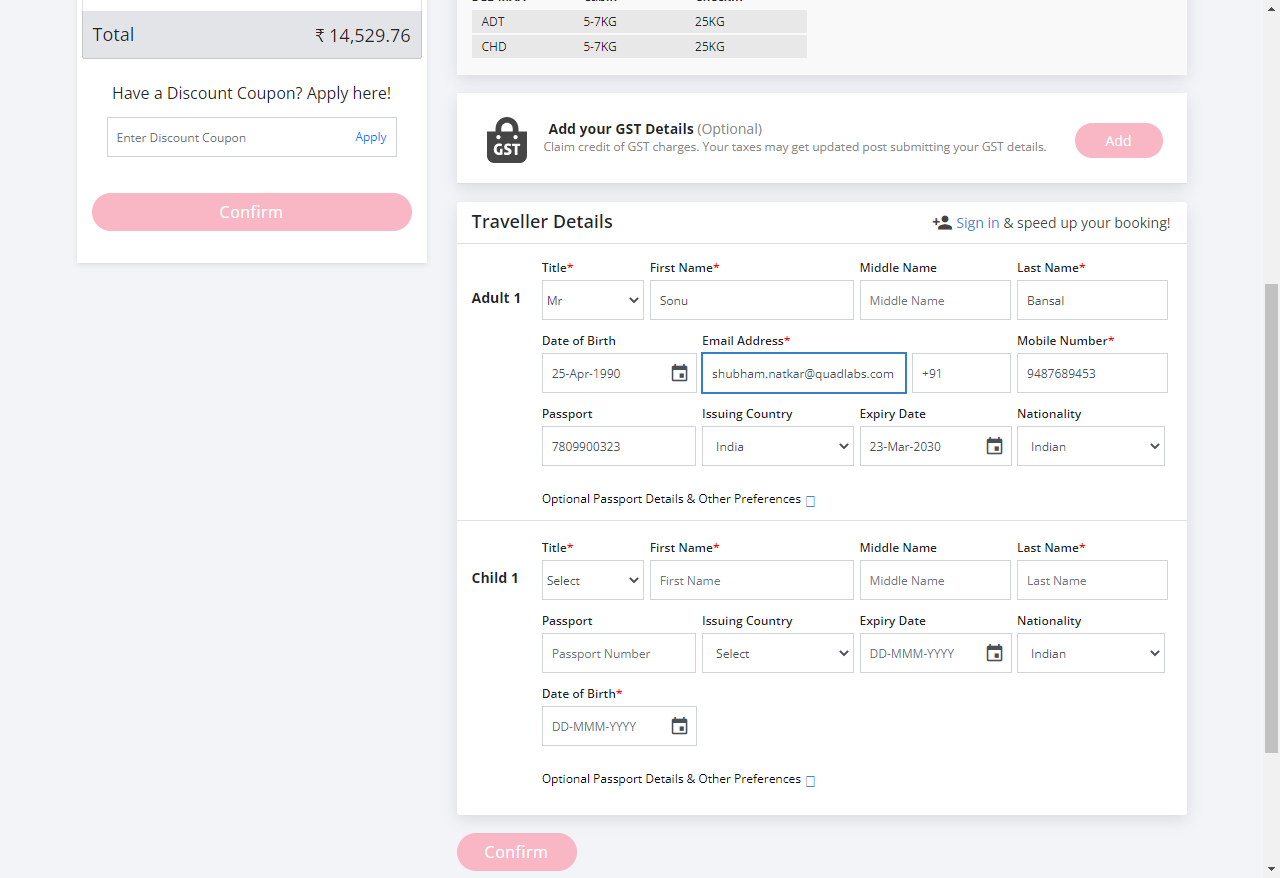 Total ₹ 14,529.76
Have a Discount Coupon? Apply here!
Enter Discount Coupon Apply
Confirm
ADT 5-7KG 25KG
CHD 5-7KG 25KG
GST
Add your GST Details (Optional)
Claim credit of GST charges. Your taxes may get updated post submitting your GST details.
Add
Traveller Details Sign in & speed up your booking!
Title* First Name* Middle Name Last Name*
Adult 1 Mr Sonu Middle Name Bansal
Date of Birth Email Address* Mobile Number*
25-Apr-1990 shubham.natkar@quadlabs.com +91 9487689453
Passport Issuing Country Expiry Date Nationality
7809900323 India 23-Mar-2030 Indian
Optional Passport Details & Other Preferences
Title* First Name* Middle Name Last Name*
Child 1 Select First Name Middle Name Last Name
Passport Issuing Country Expiry Date Nationality
Passport Number Select DD-MMM-YYYY Indian
Date of Birth*
DD-MMM-YYYY
Optional Passport Details & Other Preferences
Confirm